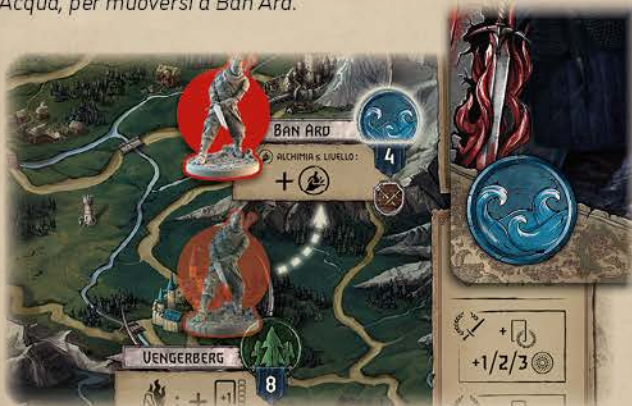 Acqua, per muoversi a Ban Ard.
BAN ARD
4
ALCHIMIA ≤ LIVELLO:
+
VENGERBERG
8
: + +1
+
+1/2/3